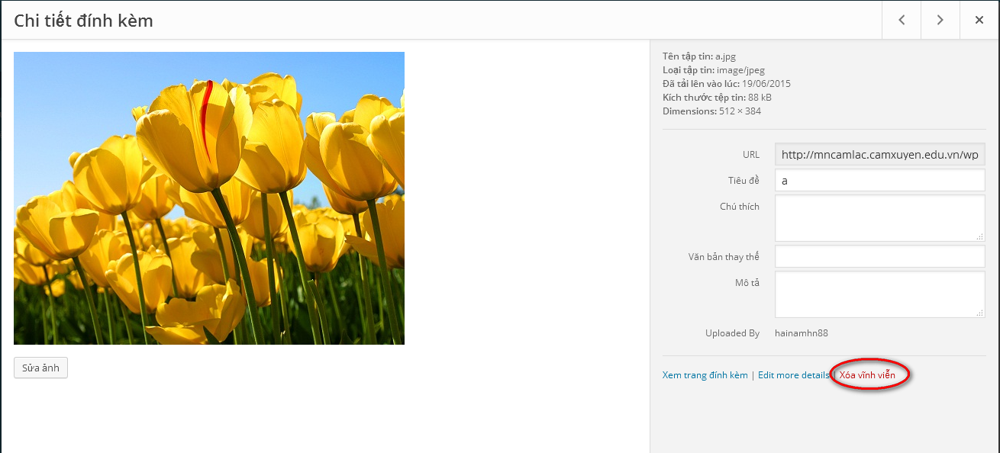 Chi tiết đính kèm
Tên tập tin: a.jpg
Loại tập tin: image/jpeg
Đã tải lên vào lúc: 19/06/2015
Kích thước tệp tin: 88 kB
Dimensions: 512 × 384
URL http://mncamlac.camxuyen.edu.vn/wp
Tiêu đề a
Chú thích
Văn bản thay thế
Mô tả
Uploaded By hainamhn88
Sửa ảnh
Xem trang đính kèm | Edit more details | Xóa vĩnh viễn